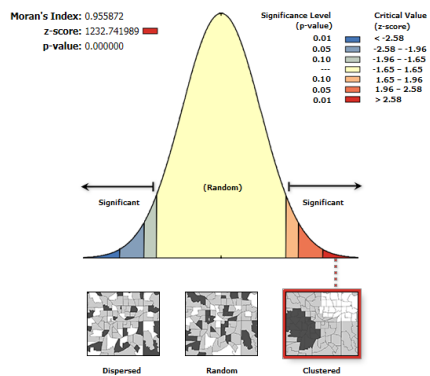 Moran's Index: 0.955872
z-score: 1232.741989
p-value: 0.000000
Significance Level
(p-value)
Critical Value
(z-score)
0.01 < -2.58
0.05 -2.58 – -1.96
0.10 -1.96 – -1.65
--- -1.65 – 1.65
0.10 1.65 – 1.96
0.05 1.96 – 2.58
0.01 > 2.58
(Random)
Significant
Significant
Dispersed
Random
Clustered